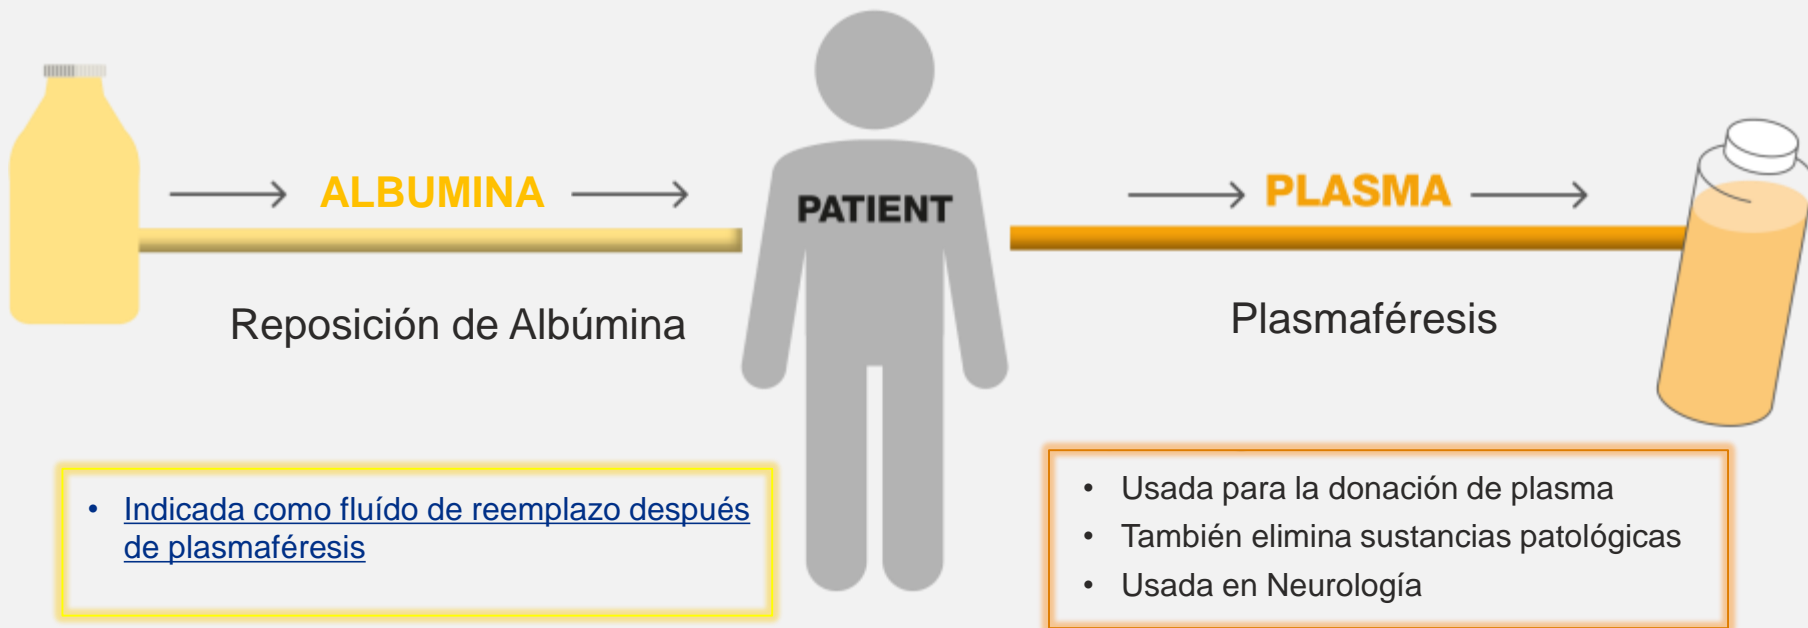 ALBUMINA
PATIENT
PLASMA
Reposición de Albúmina
Plasmaféresis
• Indicada como fluído de reemplazo después
de plasmaféresis
• Usada para la donación de plasma
• También elimina sustancias patológicas
• Usada en Neurología